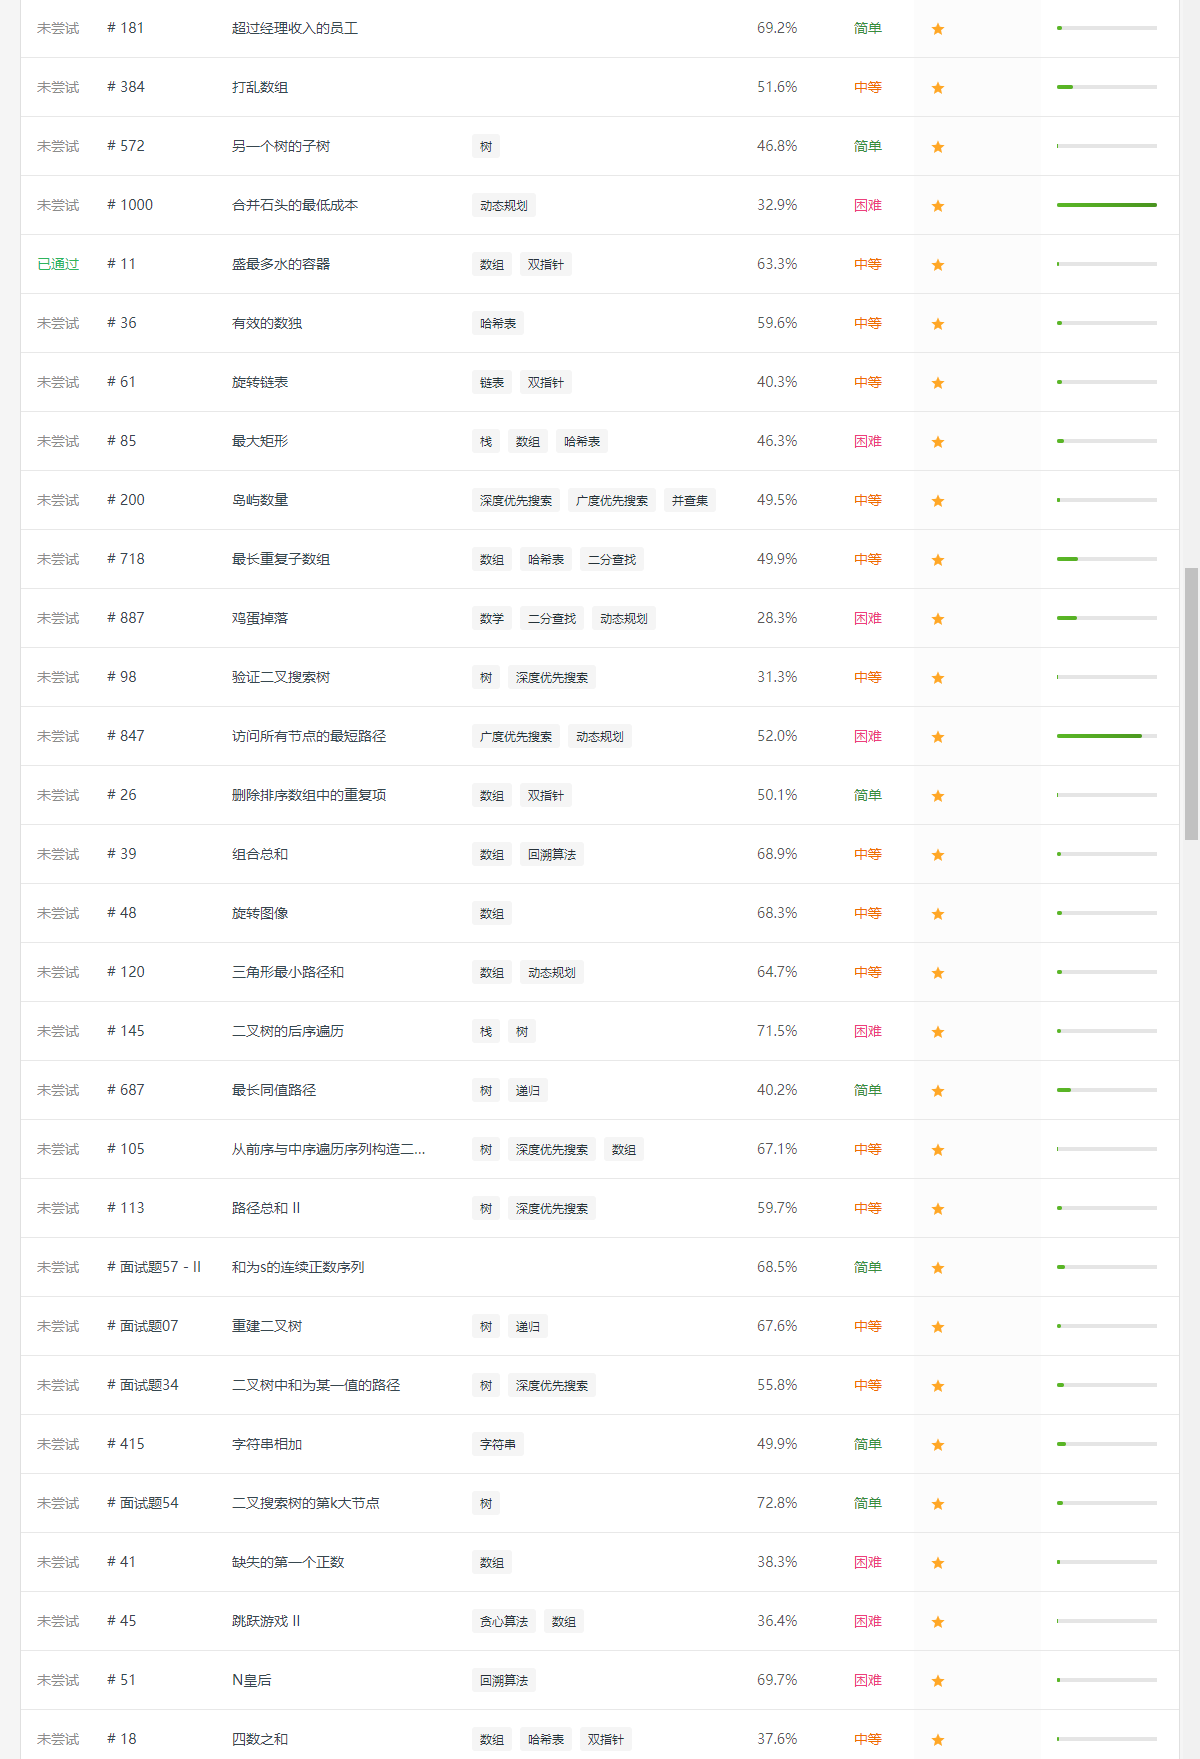 未尝试 # 181 超过经理收入的员工 69.2% 简单
未尝试 # 384 打乱数组 51.6% 中等
未尝试 # 572 另一个树的子树 树 46.8% 简单
未尝试 # 1000 合并石头的最低成本 动态规划 32.9% 困难
已通过 # 11 盛最多水的容器 数组 双指针 63.3% 中等
未尝试 # 36 有效的数独 哈希表 59.6% 中等
未尝试 # 61 旋转链表 链表 双指针 40.3% 中等
未尝试 # 85 最大矩形 栈 数组 哈希表 46.3% 困难
未尝试 # 200 岛屿数量 深度优先搜索 广度优先搜索 并查集 49.5% 中等
未尝试 # 718 最长重复子数组 数组 哈希表 二分查找 49.9% 中等
未尝试 # 887 鸡蛋掉落 数学 二分查找 动态规划 28.3% 困难
未尝试 # 98 验证二叉搜索树 树 深度优先搜索 31.3% 中等
未尝试 # 847 访问所有节点的最短路径 广度优先搜索 动态规划 52.0% 困难
未尝试 # 26 删除排序数组中的重复项 数组 双指针 50.1% 简单
未尝试 # 39 组合总和 数组 回溯算法 68.9% 中等
未尝试 # 48 旋转图像 数组 68.3% 中等
未尝试 # 120 三角形最小路径和 数组 动态规划 64.7% 中等
未尝试 # 145 二叉树的后序遍历 栈 树 71.5% 困难
未尝试 # 687 最长同值路径 树 递归 40.2% 简单
未尝试 # 105 从前序与中序遍历序列构造二... 树 深度优先搜索 数组 67.1% 中等
未尝试 # 113 路径总和 II 树 深度优先搜索 59.7% 中等
未尝试 # 面试题57 - II 和为s的连续正数序列 68.5% 简单
未尝试 # 面试题07 重建二叉树 树 递归 67.6% 中等
未尝试 # 面试题34 二叉树中和为某一值的路径 树 深度优先搜索 55.8% 中等
未尝试 # 415 字符串相加 字符串 49.9% 简单
未尝试 # 面试题54 二叉搜索树的第k大节点 树 72.8% 简单
未尝试 # 41 缺失的第一个正数 数组 38.3% 困难
未尝试 # 45 跳跃游戏 II 贪心算法 数组 36.4% 困难
未尝试 # 51 N皇后 回溯算法 69.7% 困难
未尝试 # 18 四数之和 数组 哈希表 双指针 37.6% 中等